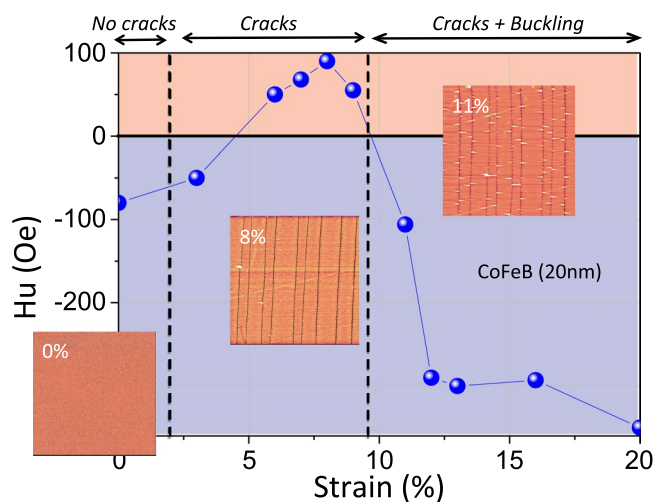 No cracks
Cracks
Cracks + Buckling
100
0
-100
-200
Hu (Oe)
11%
8%
0%
CoFeB (20nm)
0
5
10
15
20
Strain (%)